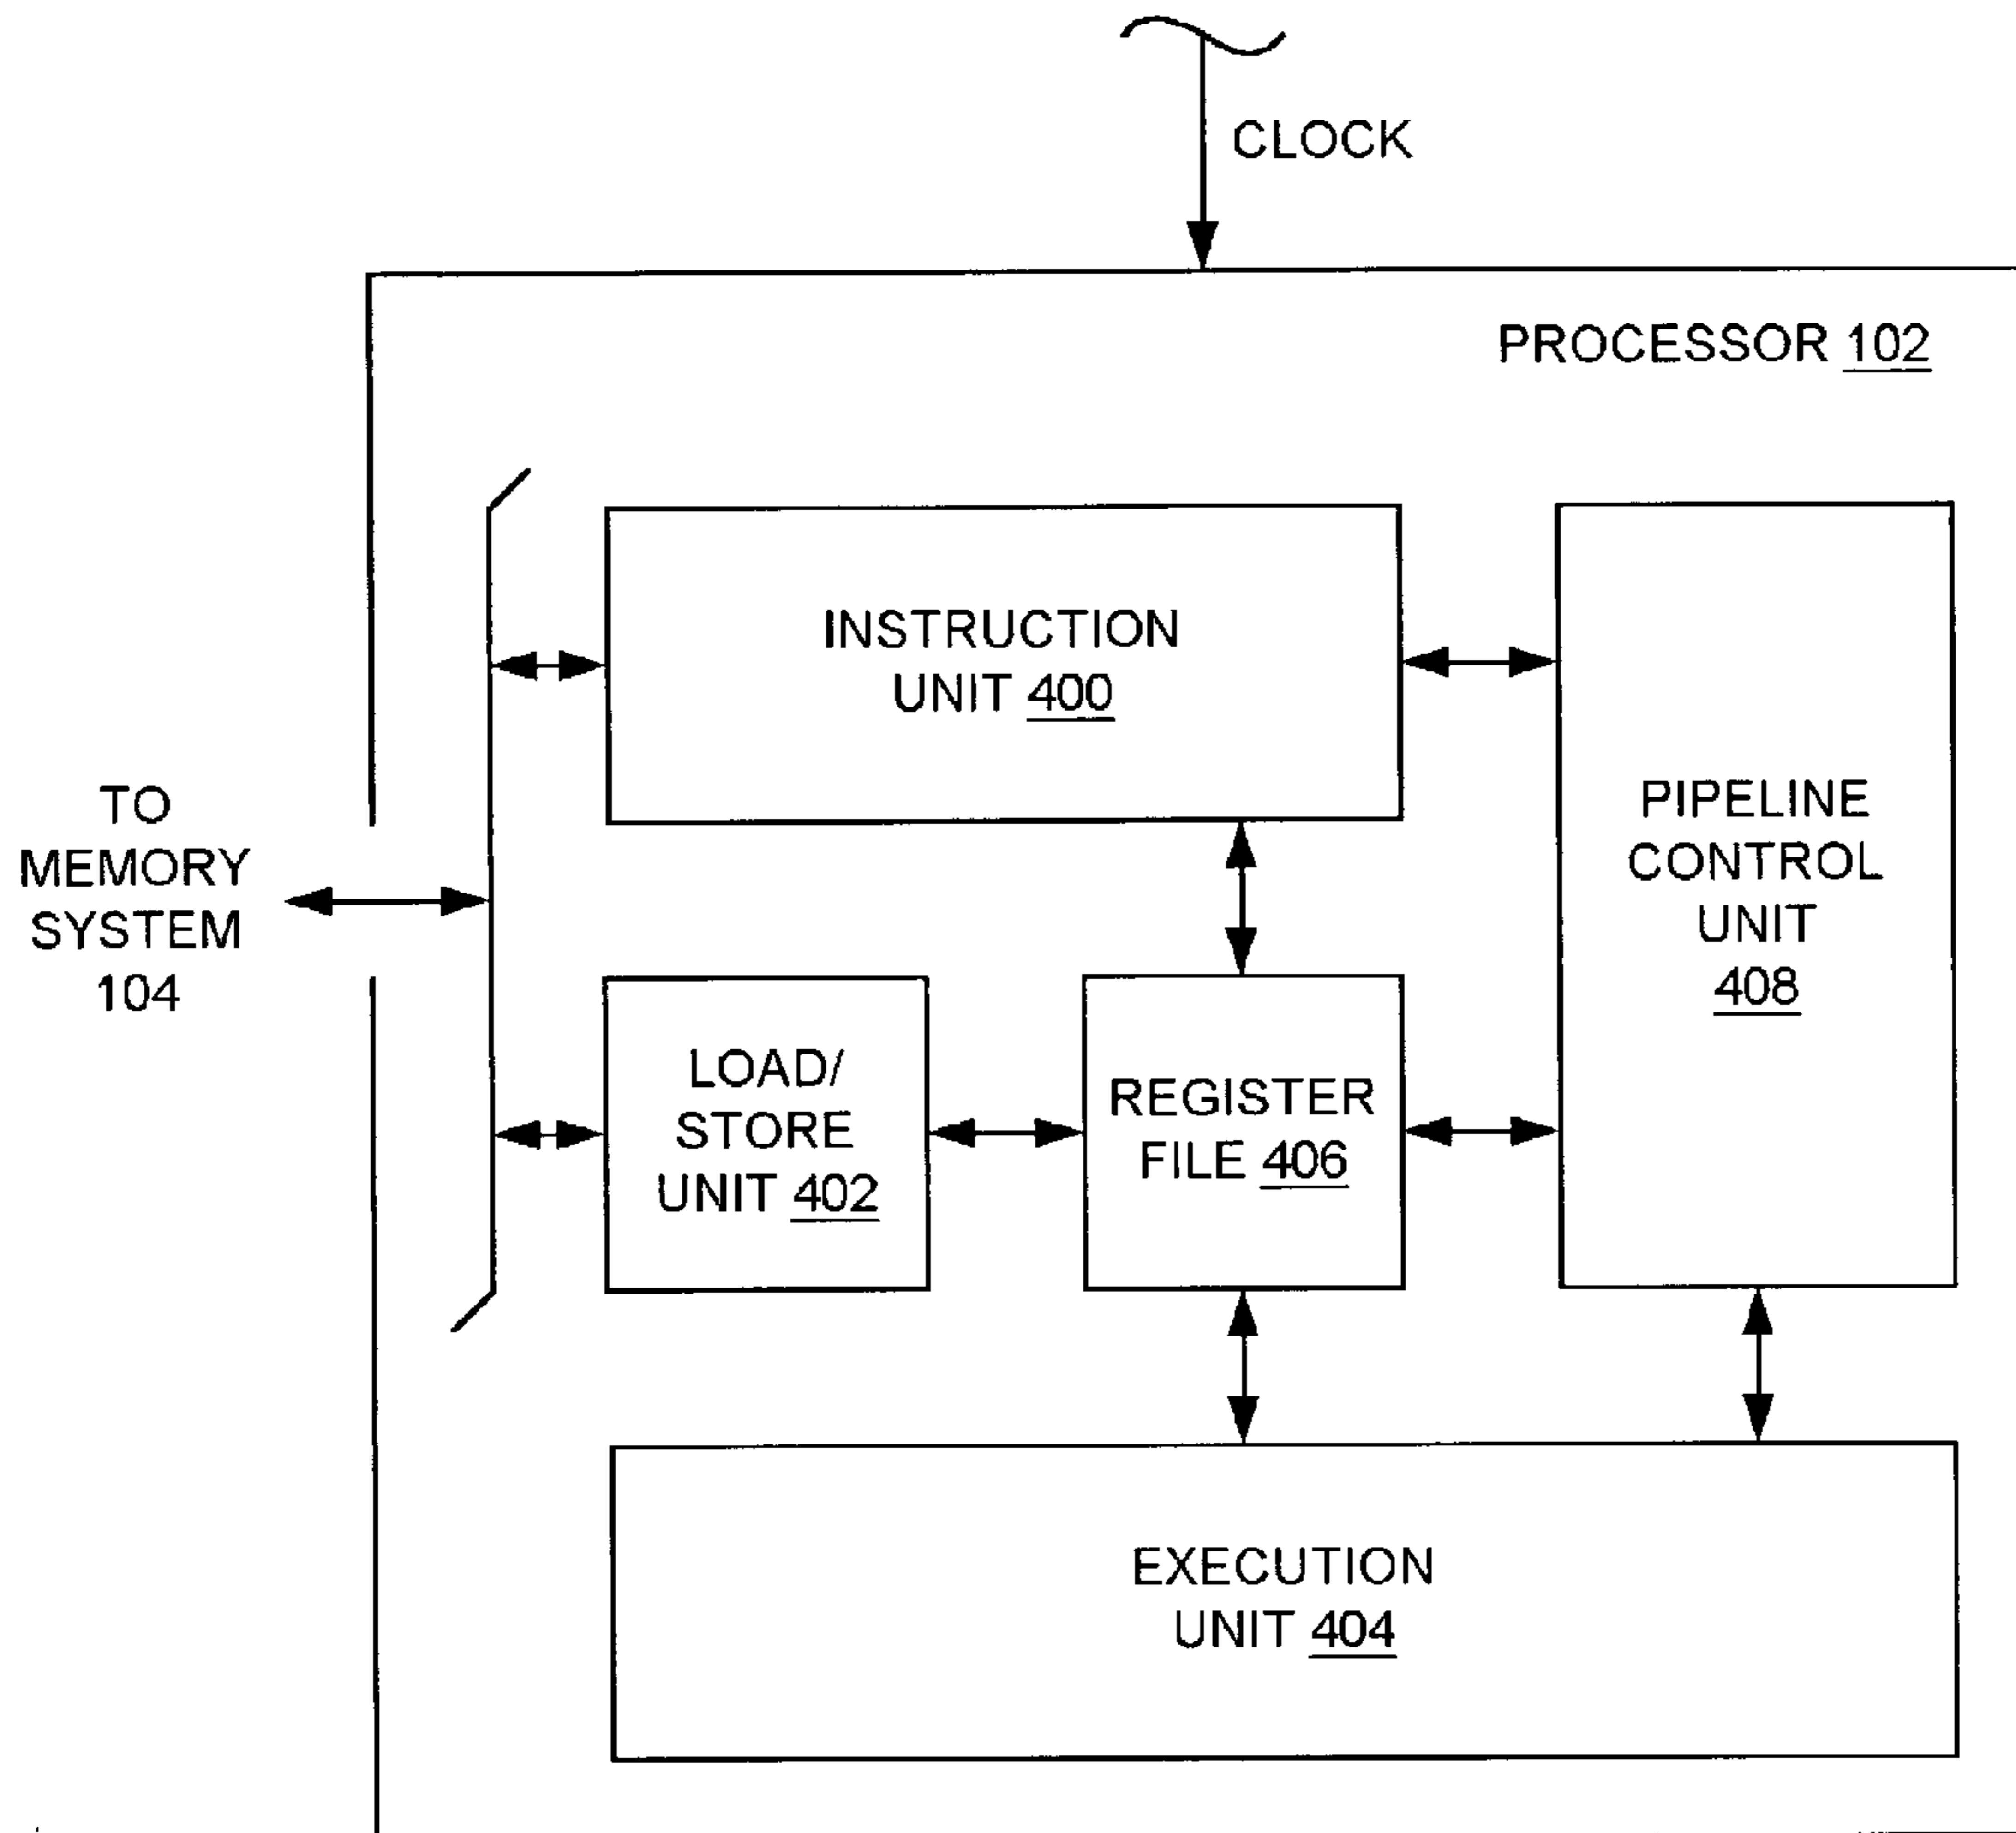 CLOCK
PROCESSOR 102
INSTRUCTION
UNIT 400
PIPELINE
CONTROL
UNIT
408
TO
MEMORY
SYSTEM
104
LOAD/
STORE
UNIT 402
REGISTER
FILE 406
EXECUTION
UNIT 404